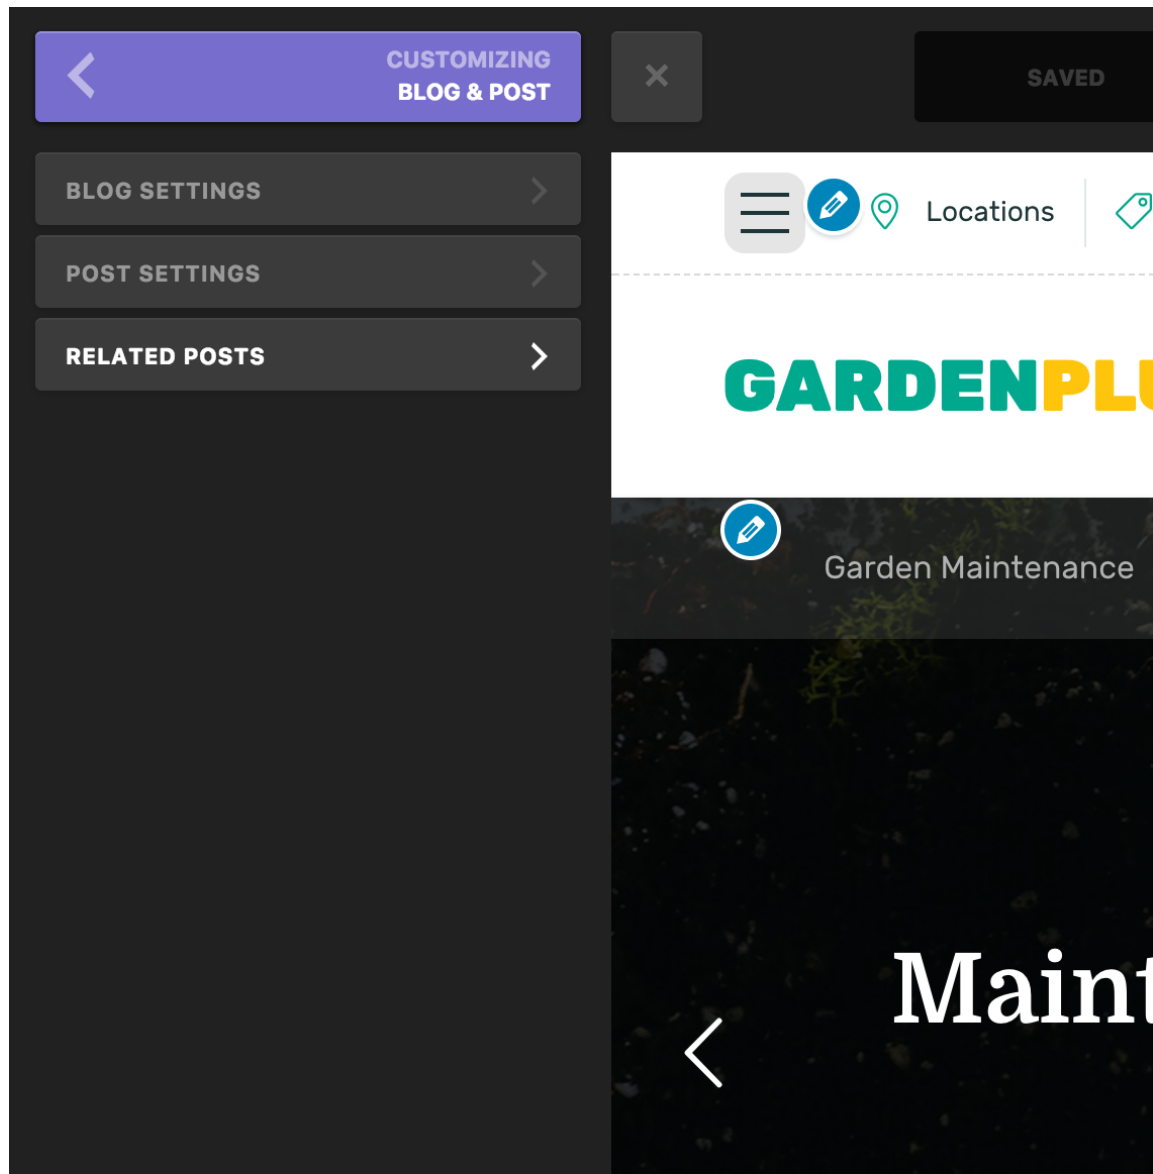 CUSTOMIZING
BLOG & POST
SAVED
BLOG SETTINGS
POST SETTINGS
RELATED POSTS
Locations
GARDENPLU
Garden Maintenance
Maint